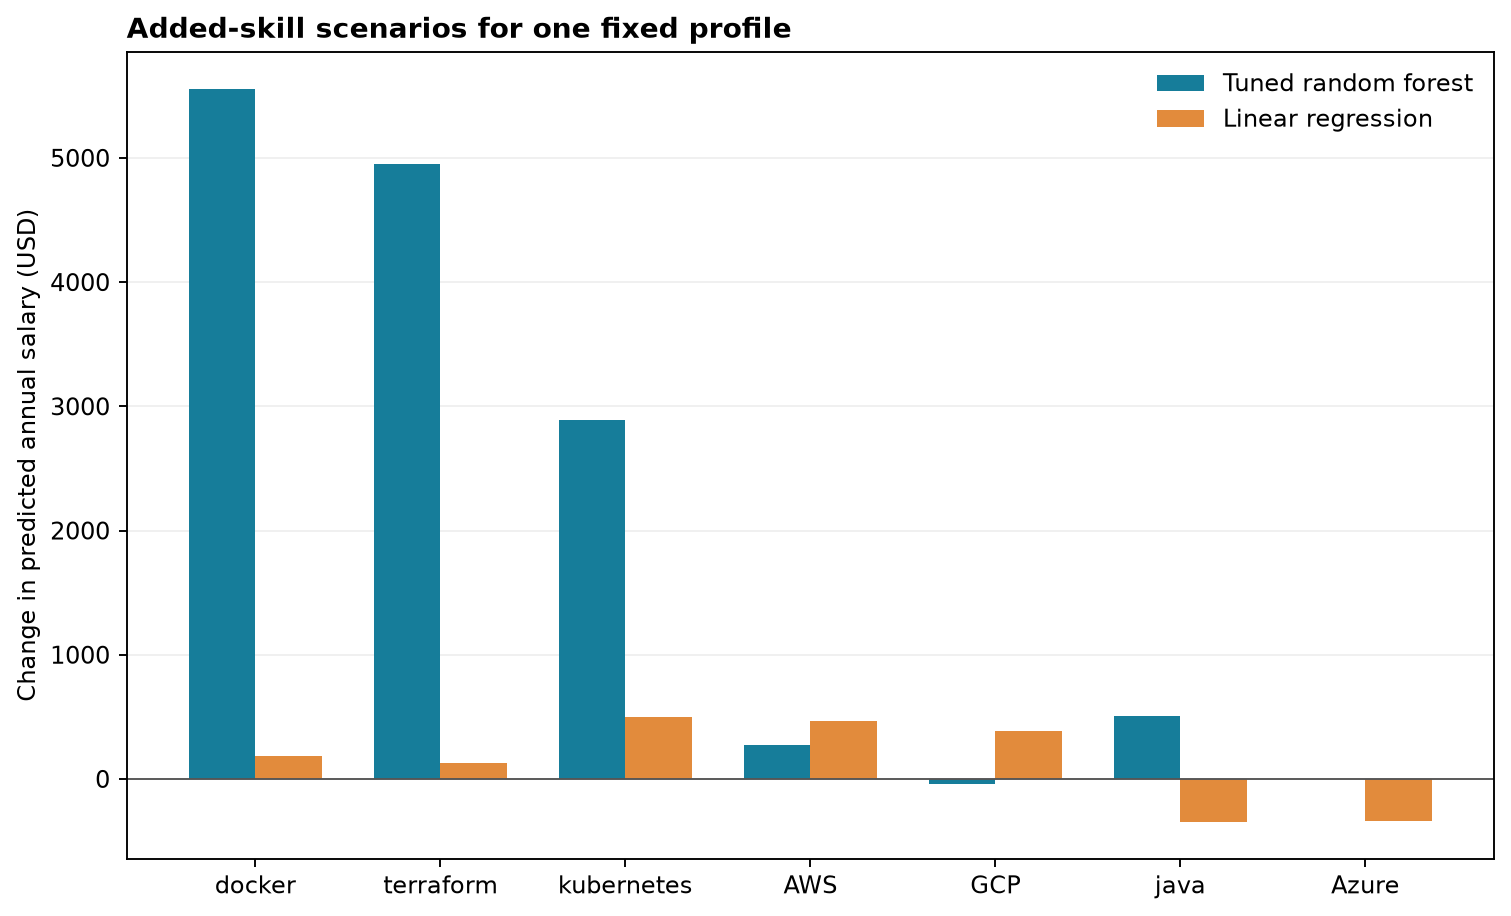 Added-skill scenarios for one fixed profile
Tuned random forest
Linear regression
Change in predicted annual salary (USD)
5000
4000
3000
2000
1000
0
docker
terraform
kubernetes
AWS
GCP
java
Azure